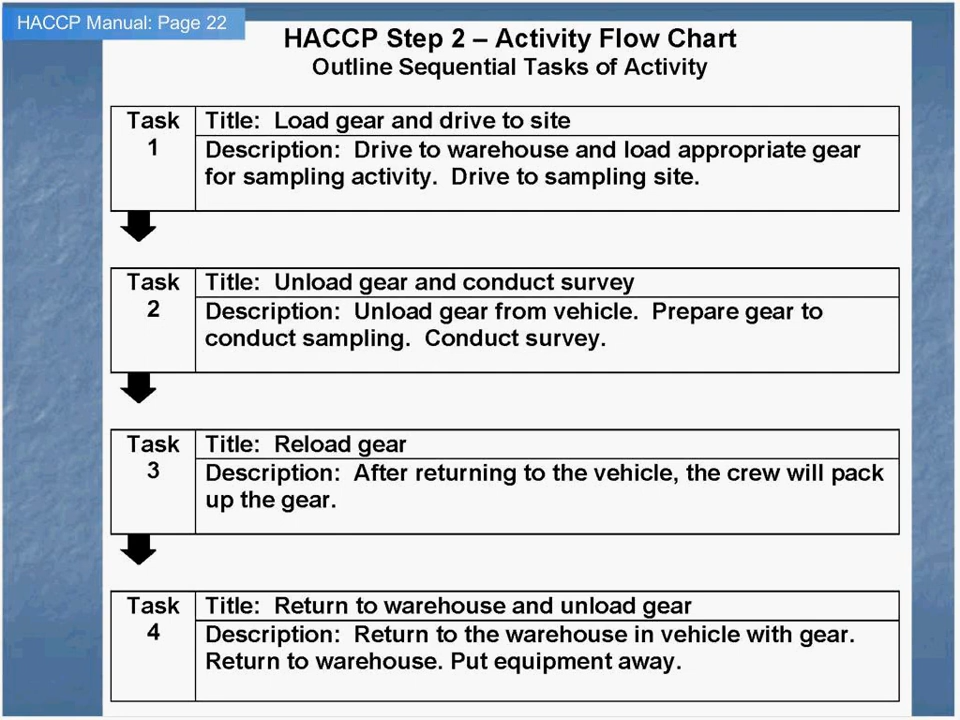 HACCP Manual: Page 22
HACCP Step 2 – Activity Flow Chart
Outline Sequential Tasks of Activity
Task
1
Title: Load gear and drive to site
Description: Drive to warehouse and load appropriate gear
for sampling activity. Drive to sampling site.
Task
2
Title: Unload gear and conduct survey
Description: Unload gear from vehicle. Prepare gear to
conduct sampling. Conduct survey.
Task
3
Title: Reload gear
Description: After returning to the vehicle, the crew will pack
up the gear.
Task
4
Title: Return to warehouse and unload gear
Description: Return to the warehouse in vehicle with gear.
Return to warehouse. Put equipment away.